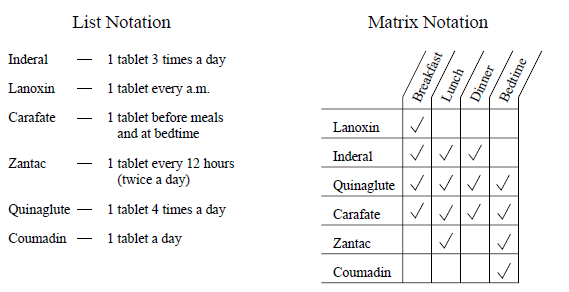 List Notation
Inderal — 1 tablet 3 times a day
Lanoxin — 1 tablet every a.m.
Carafate — 1 tablet before meals
and at bedtime
Zantac — 1 tablet every 12 hours
(twice a day)
Quinaglute — 1 tablet 4 times a day
Coumadin — 1 tablet a day
Matrix Notation
Breakfast
Lunch
Dinner
Bedtime
Lanoxin ✓
Inderal ✓ ✓ ✓
Quinaglute ✓ ✓ ✓ ✓
Carafate ✓ ✓ ✓ ✓
Zantac ✓ ✓
Coumadin ✓